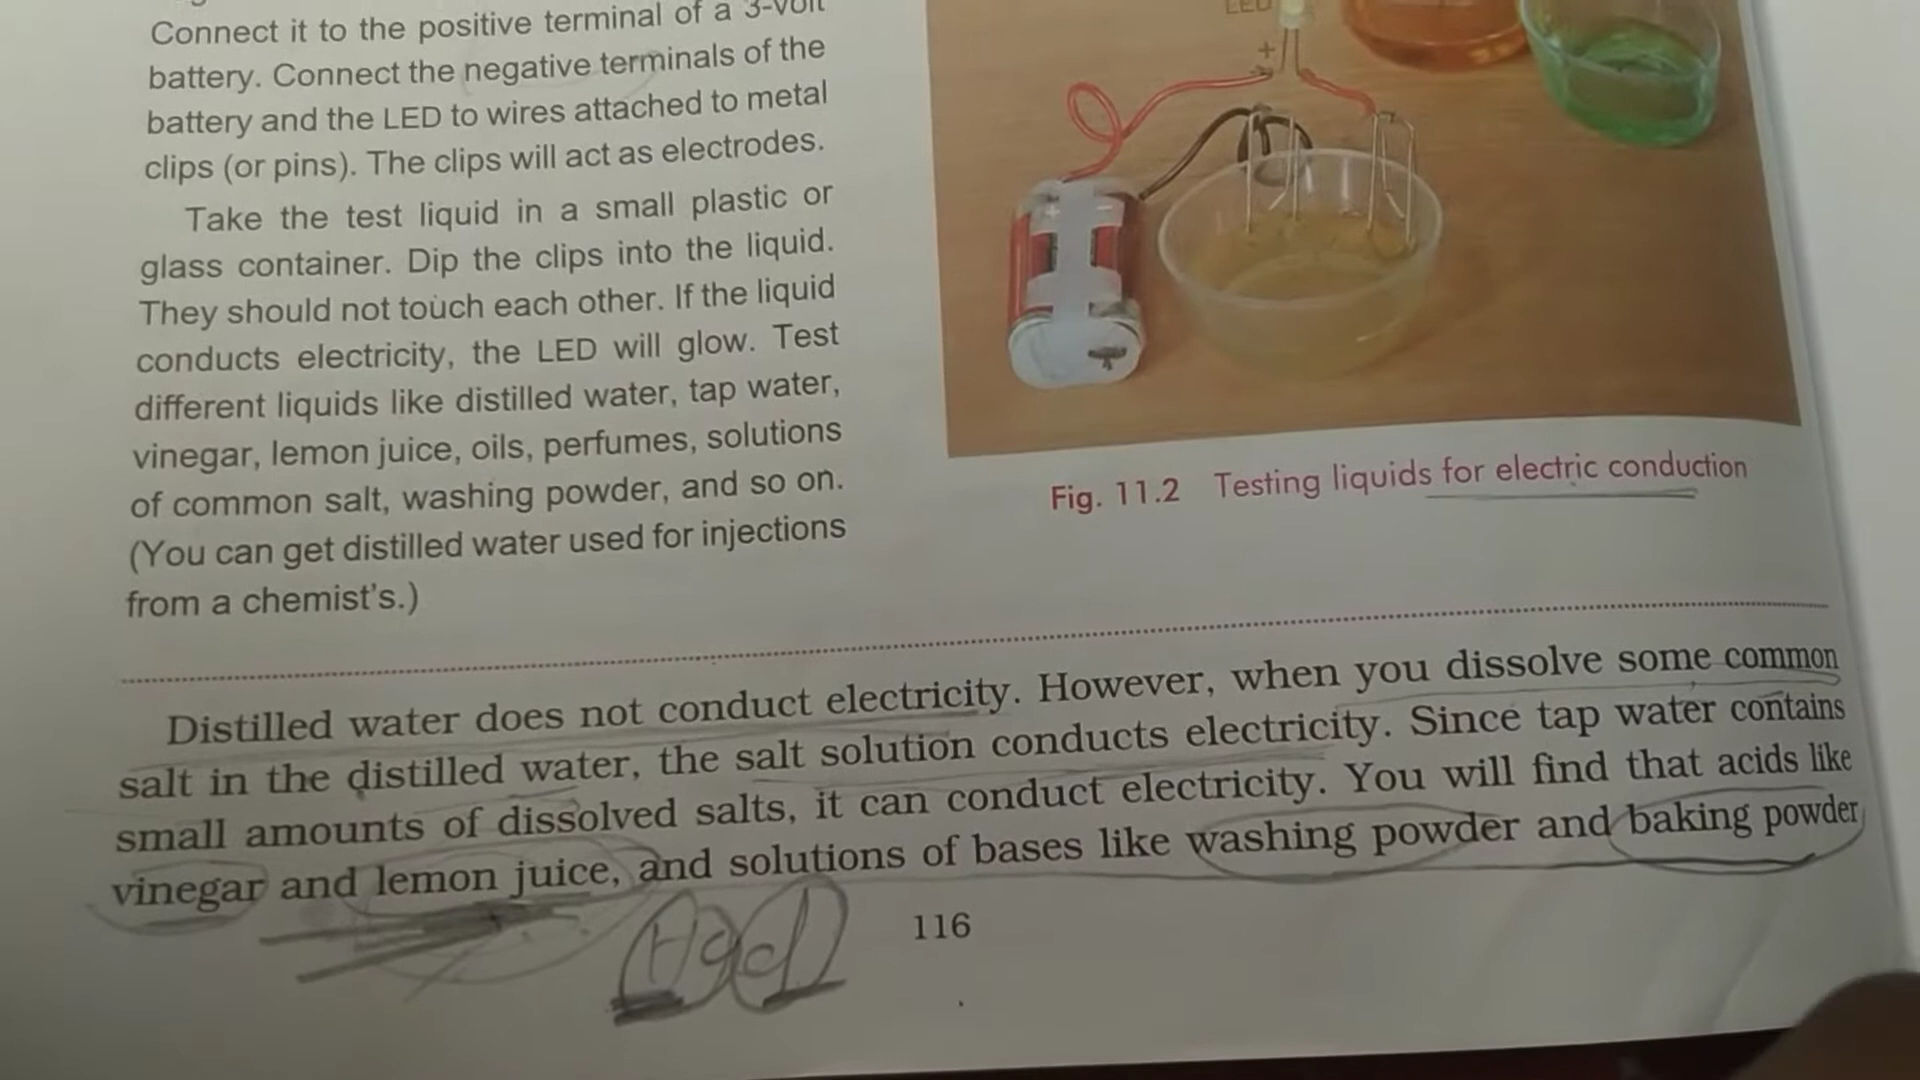 Connect it to the positive terminal of a 3-volt
battery. Connect the negative terminals of the
battery and the LED to wires attached to metal
clips (or pins). The clips will act as electrodes.
Take the test liquid in a small plastic or
glass container. Dip the clips into the liquid.
They should not touch each other. If the liquid
conducts electricity, the LED will glow. Test
different liquids like distilled water, tap water,
vinegar, lemon juice, oils, perfumes, solutions
of common salt, washing powder, and so on.
(You can get distilled water used for injections
from a chemist's.)
LED
+
Fig. 11.2 Testing liquids for electric conduction
Distilled water does not conduct electricity. However, when you dissolve some common
salt in the distilled water, the salt solution conducts electricity. Since tap water contains
small amounts of dissolved salts, it can conduct electricity. You will find that acids like
vinegar and lemon juice, and solutions of bases like washing powder and baking powder
116